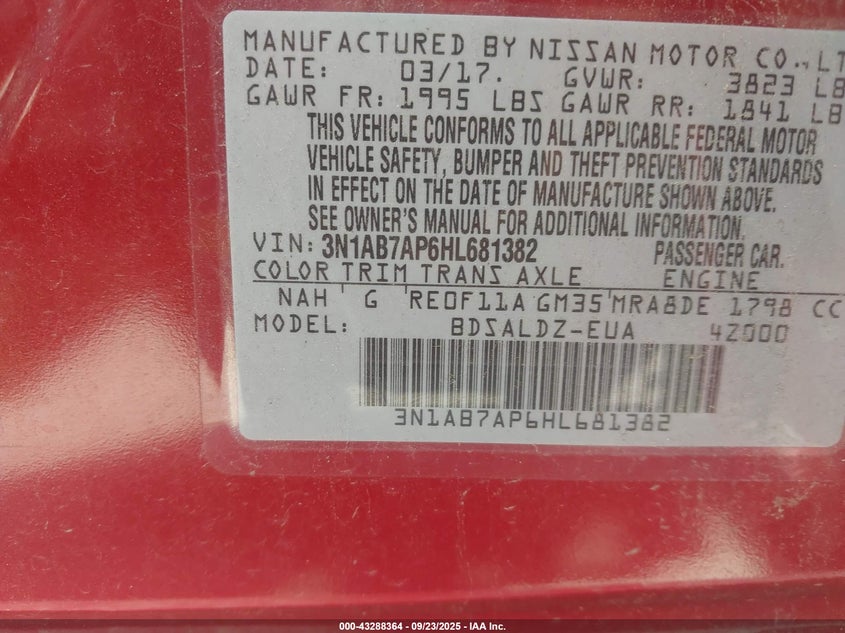 MANUFACTURED BY NISSAN MOTOR CO., LT
DATE: 03/17. GVWR: 3823 LB
GAWR FR: 1995 LBS GAWR RR: 1841 LB
THIS VEHICLE CONFORMS TO ALL APPLICABLE FEDERAL MOTOR
VEHICLE SAFETY, BUMPER AND THEFT PREVENTION STANDARDS
IN EFFECT ON THE DATE OF MANUFACTURE SHOWN ABOVE.
SEE OWNER'S MANUAL FOR ADDITIONAL INFORMATION.
VIN: 3N1AB7AP6HL681382 PASSENGER CAR.
COLOR TRIM TRANS AXLE ENGINE
NAH G RE0F11A GM35 MRA8DE 1798 CC
MODEL: BDSALDZ-EUA 42000
3N1AB7AP6HL681382
000-43288364 - 09/23/2025 - IAA Inc.